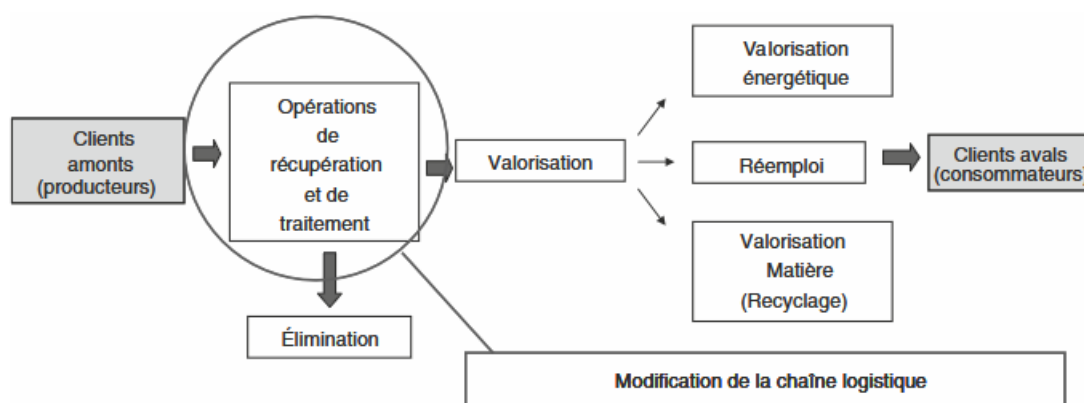 Clients
amonts
(producteurs)
Opérations
de
récupération
et de
traitement
Élimination
Valorisation
Valorisation
énergétique
Réemploi
Valorisation
Matière
(Recyclage)
Clients avals
(consommateurs)
Modification de la chaîne logistique